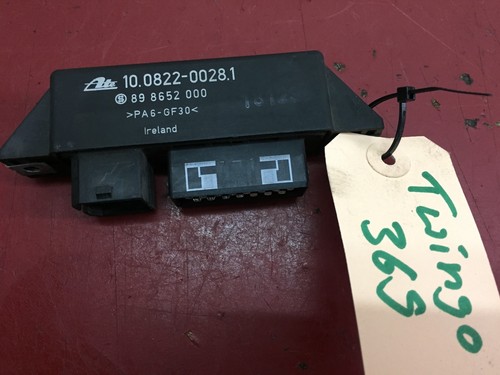 Ate 10.0822-0028.1
S 89 8652 000
>PA6-GF30<
Ireland
Twingo
365